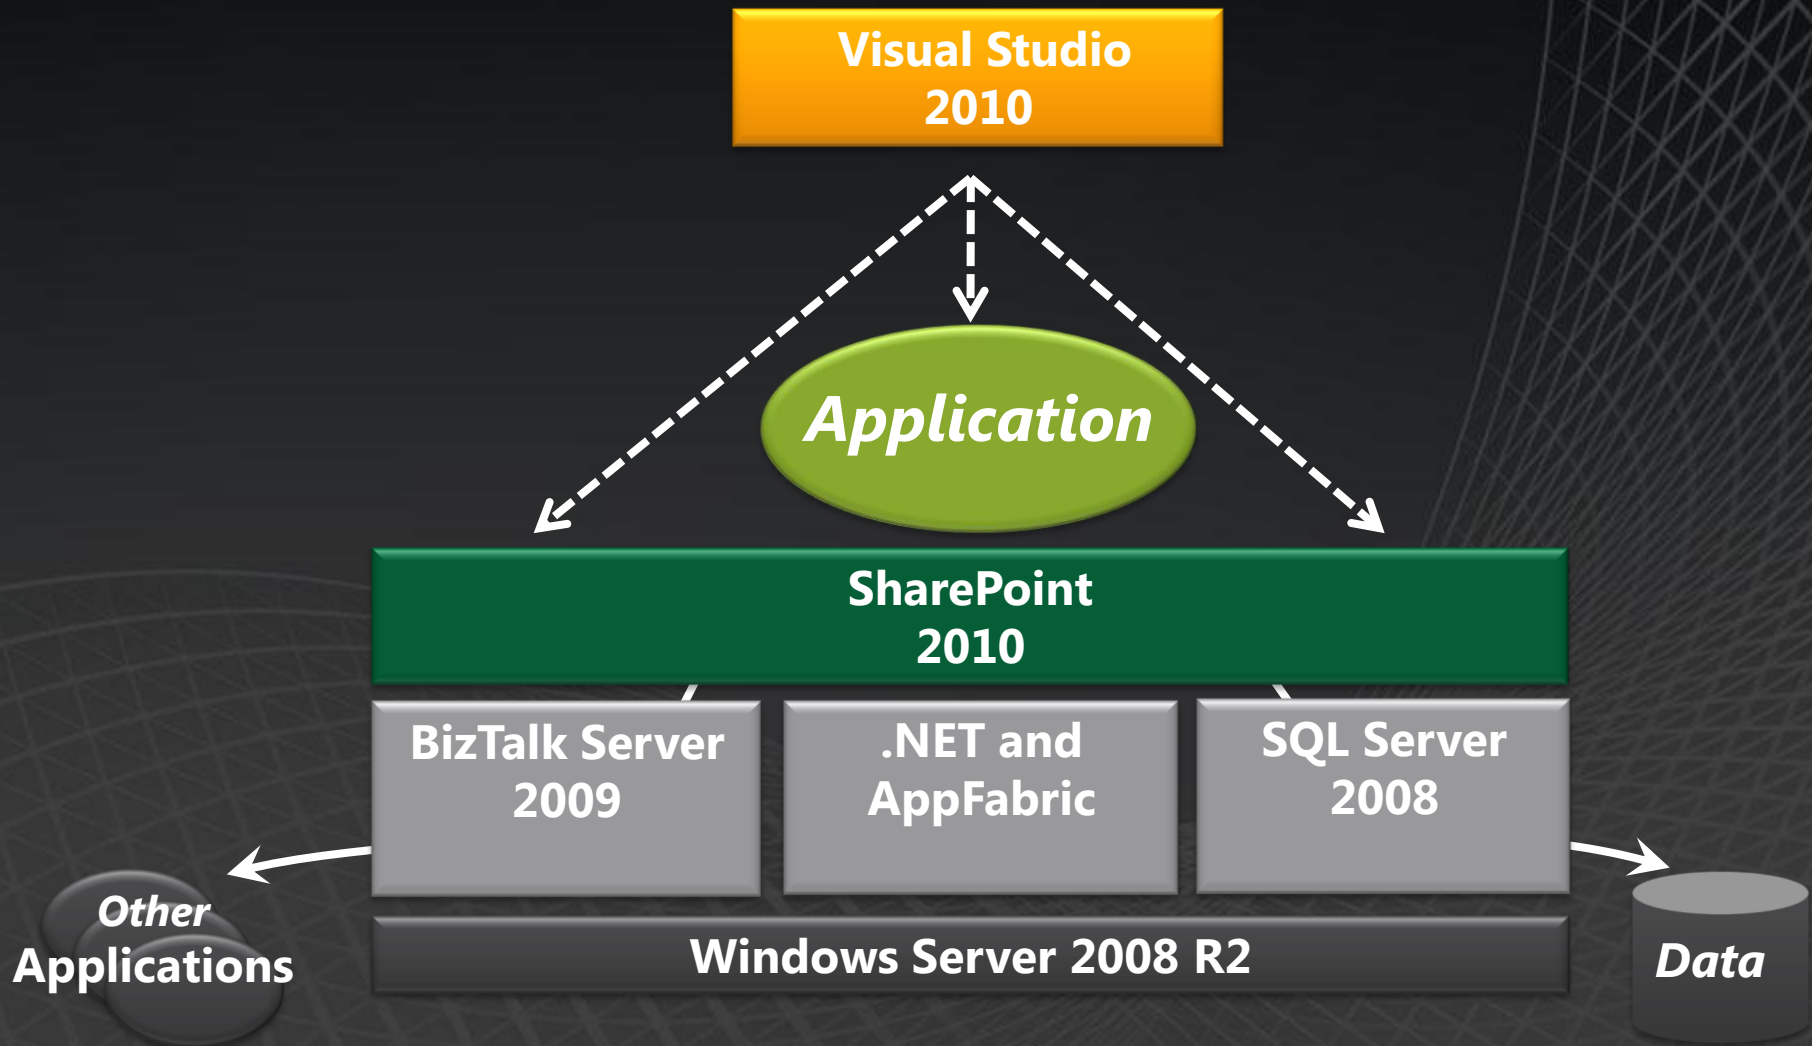 Visual Studio
2010
Application
SharePoint
2010
BizTalk Server
2009
.NET and
AppFabric
SQL Server
2008
Other
Applications
Windows Server 2008 R2
Data